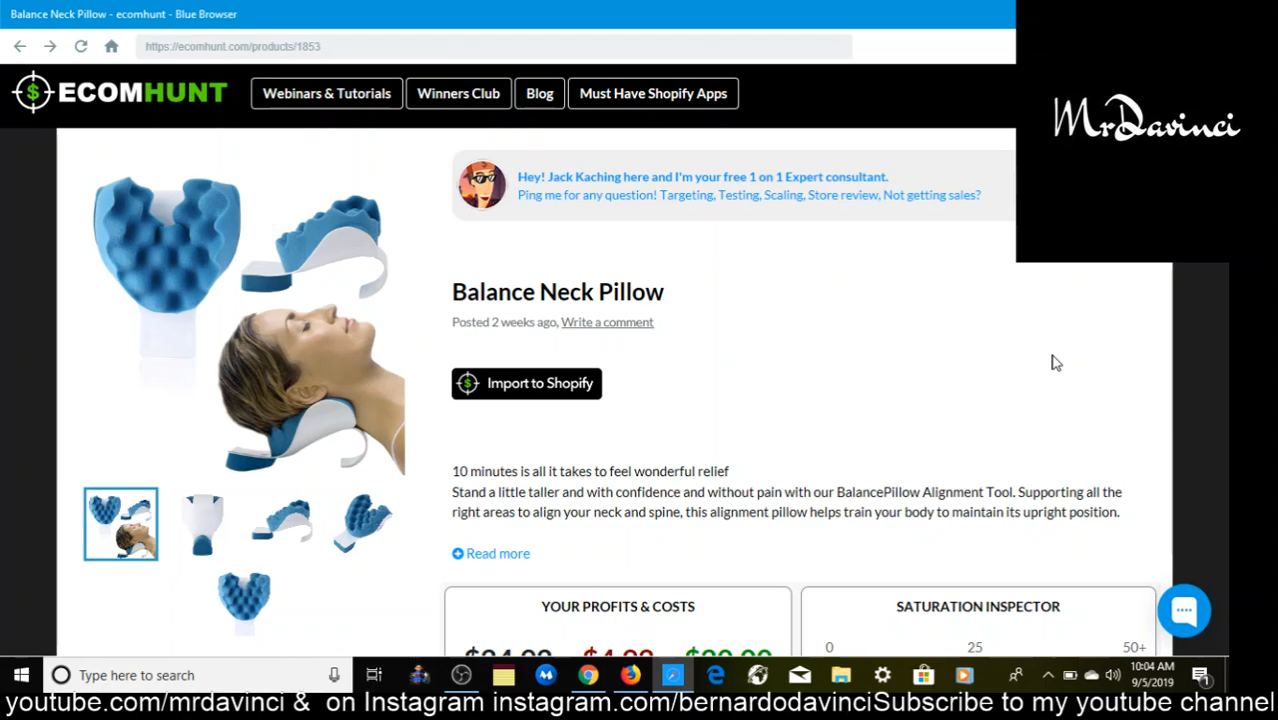 Balance Neck Pillow - ecomhunt - Blue Browser
https://ecomhunt.com/products/1853
ECOMHUNT
Webinars & Tutorials
Winners Club
Blog
Must Have Shopify Apps
MrDavinci
Hey! Jack Kaching here and I'm your free 1 on 1 Expert consultant.
Ping me for any question! Targeting, Testing, Scaling, Store review, Not getting sales?
Balance Neck Pillow
Posted 2 weeks ago, Write a comment
Import to Shopify
10 minutes is all it takes to feel wonderful relief
Stand a little taller and with confidence and without pain with our BalancePillow Alignment Tool. Supporting all the
right areas to align your neck and spine, this alignment pillow helps train your body to maintain its upright position.
Read more
YOUR PROFITS & COSTS
SATURATION INSPECTOR
0 25 50+
Type here to search
10:04 AM
9/5/2019
1
youtube.com/mrdavinci & on Instagram instagram.com/bernardodavinciSubscribe to my youtube channel